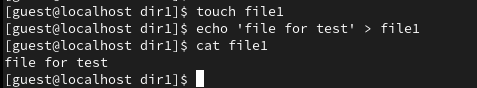 [guest@localhost dir1]$ touch file1
[guest@localhost dir1]$ echo 'file for test' > file1
[guest@localhost dir1]$ cat file1
file for test
[guest@localhost dir1]$